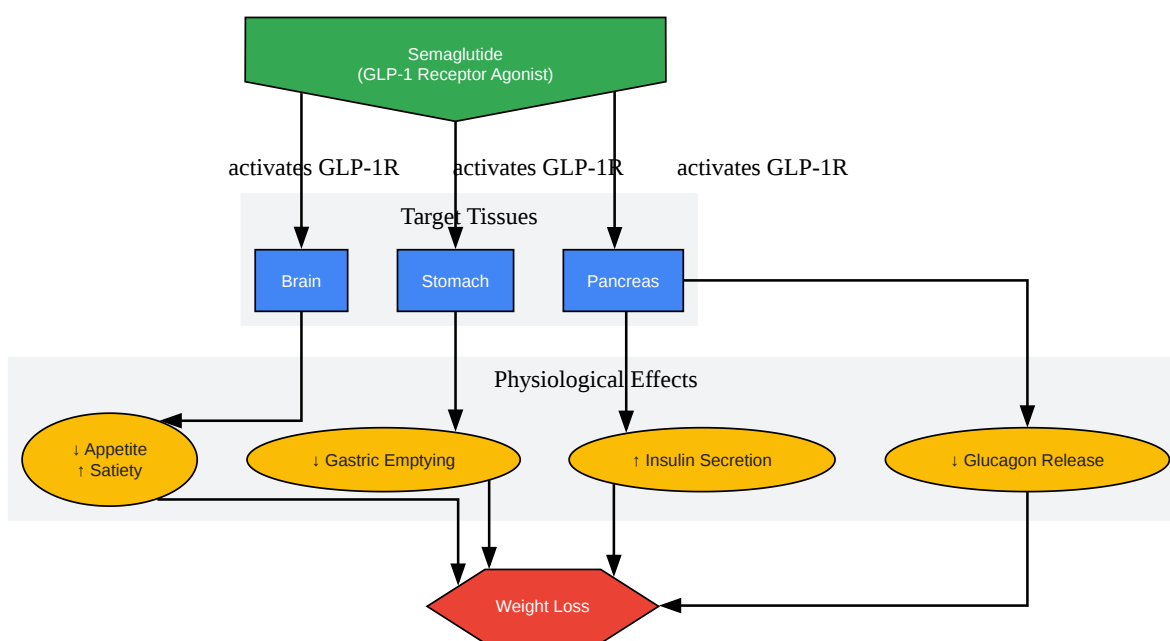 Semaglutide
(GLP-1 Receptor Agonist)
activates GLP-1R
activates GLP-1R
activates GLP-1R
Target Tissues
Brain
Stomach
Pancreas
Physiological Effects
↓ Appetite
↑ Satiety
↓ Gastric Emptying
↑ Insulin Secretion
↓ Glucagon Release
Weight Loss